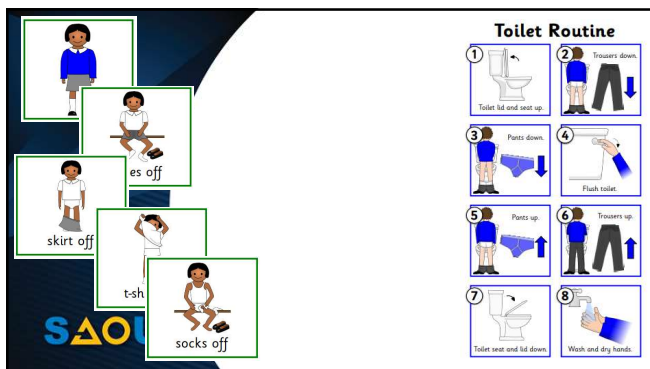 Toilet Routine
1
Toilet lid and seat up.
2
Trousers down.
3
Pants down.
4
Flush toilet.
5
Pants up.
6
Trousers up.
7
Toilet seat and lid down.
8
Wash and dry hands.
es off
skirt off
t-sh
socks off
SAOU